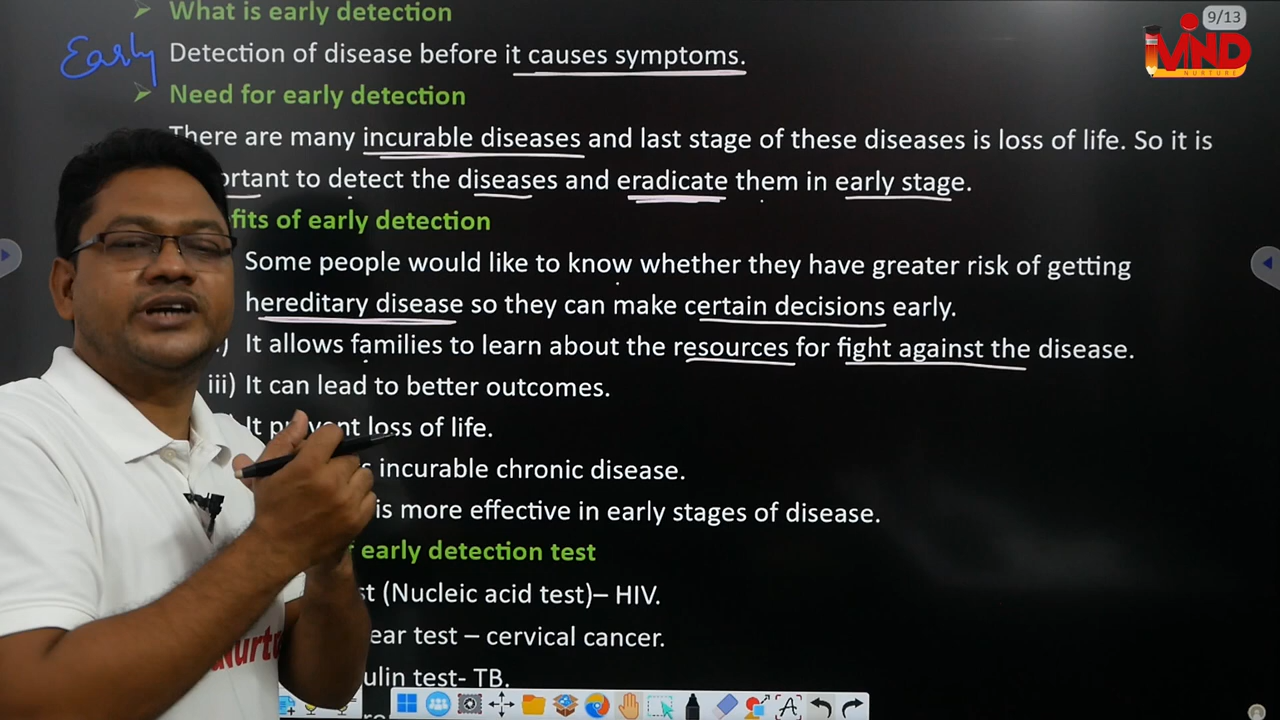 What is early detection
9/13
MIND
NURTURE
Early
Detection of disease before it causes symptoms.
Need for early detection
There are many incurable diseases and last stage of these diseases is loss of life. So it is
ortant to detect the diseases and eradicate them in early stage.
fits of early detection
Some people would like to know whether they have greater risk of getting
hereditary disease so they can make certain decisions early.
.) It allows families to learn about the resources for fight against the disease.
iii) It can lead to better outcomes.
It prevent loss of life.
s incurable chronic disease.
is more effective in early stages of disease.
f early detection test
st (Nucleic acid test)– HIV.
ear test – cervical cancer.
ulin test- TB.
Nurtu